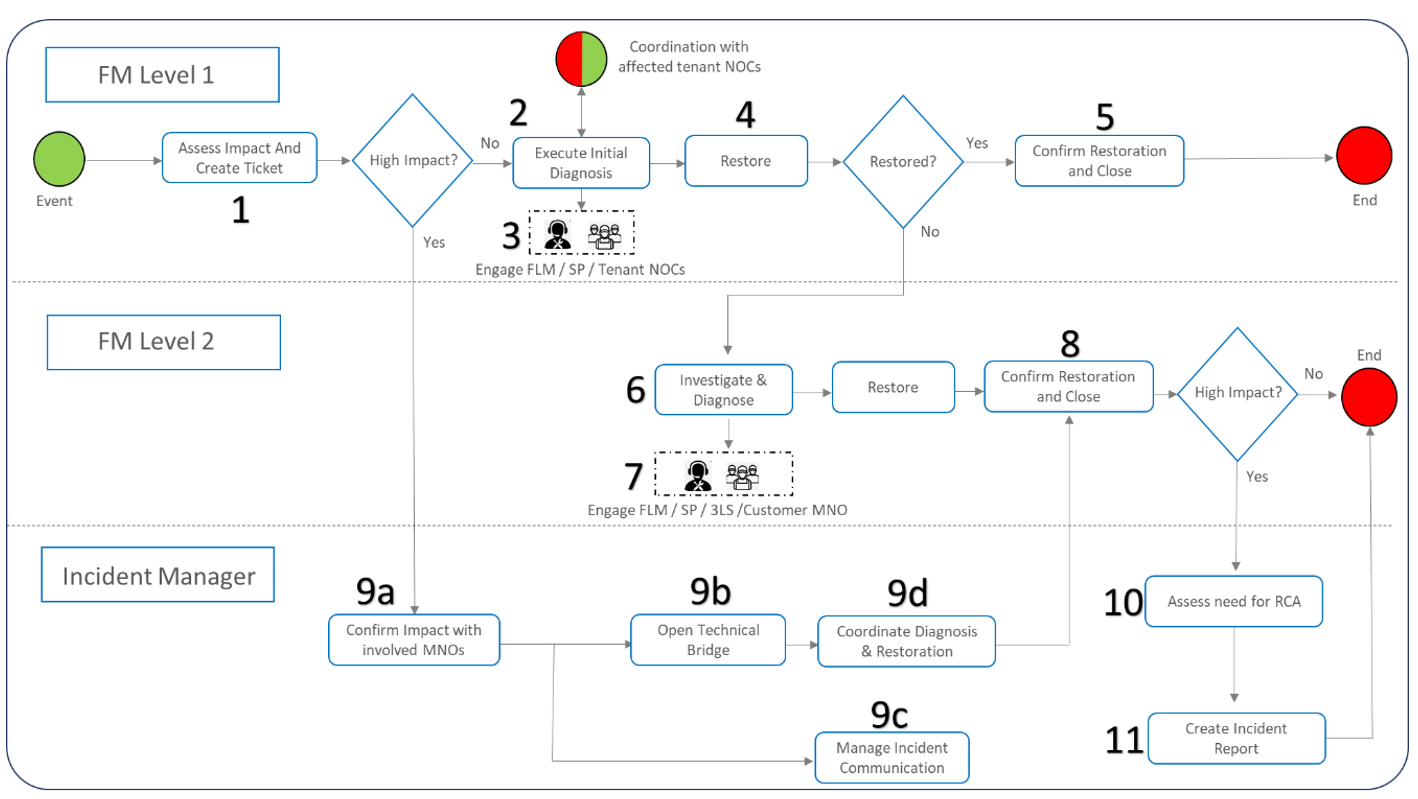 FM Level 1
Coordination with
affected tenant NOCs
Event
Assess Impact And
Create Ticket
1
High Impact?
No
Yes
2
Execute Initial
Diagnosis
3
Engage FLM / SP / Tenant NOCs
4
Restore
Restored?
Yes
No
5
Confirm Restoration
and Close
End
FM Level 2
6
Investigate &
Diagnose
7
Engage FLM / SP / 3LS /Customer MNO
Restore
8
Confirm Restoration
and Close
High Impact?
No
Yes
End
Incident Manager
9a
Confirm Impact with
involved MNOs
9b
Open Technical
Bridge
9d
Coordinate Diagnosis
& Restoration
9c
Manage Incident
Communication
10
Assess need for RCA
11
Create Incident
Report